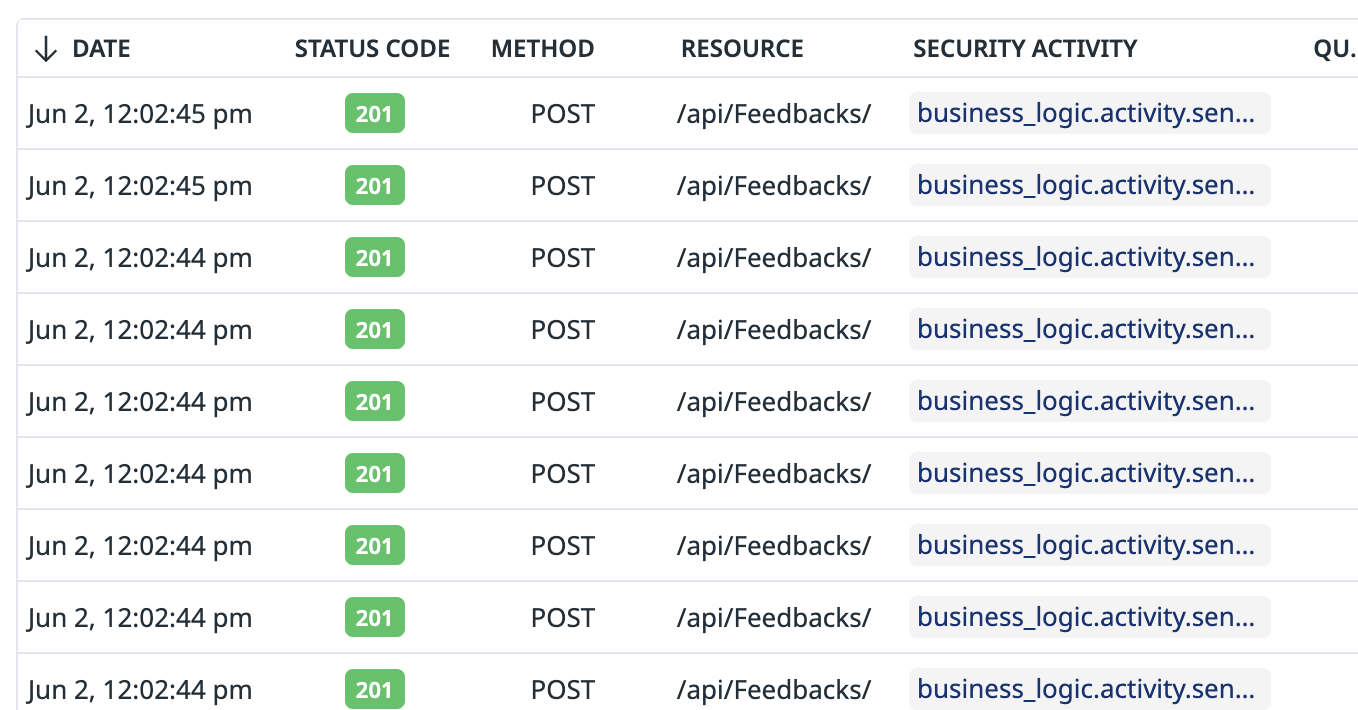 ↓ DATE STATUS CODE METHOD RESOURCE SECURITY ACTIVITY QU.
Jun 2, 12:02:45 pm 201 POST /api/Feedbacks/ business_logic.activity.sen...
Jun 2, 12:02:45 pm 201 POST /api/Feedbacks/ business_logic.activity.sen...
Jun 2, 12:02:44 pm 201 POST /api/Feedbacks/ business_logic.activity.sen...
Jun 2, 12:02:44 pm 201 POST /api/Feedbacks/ business_logic.activity.sen...
Jun 2, 12:02:44 pm 201 POST /api/Feedbacks/ business_logic.activity.sen...
Jun 2, 12:02:44 pm 201 POST /api/Feedbacks/ business_logic.activity.sen...
Jun 2, 12:02:44 pm 201 POST /api/Feedbacks/ business_logic.activity.sen...
Jun 2, 12:02:44 pm 201 POST /api/Feedbacks/ business_logic.activity.sen...
Jun 2, 12:02:44 pm 201 POST /api/Feedbacks/ business_logic.activity.sen...